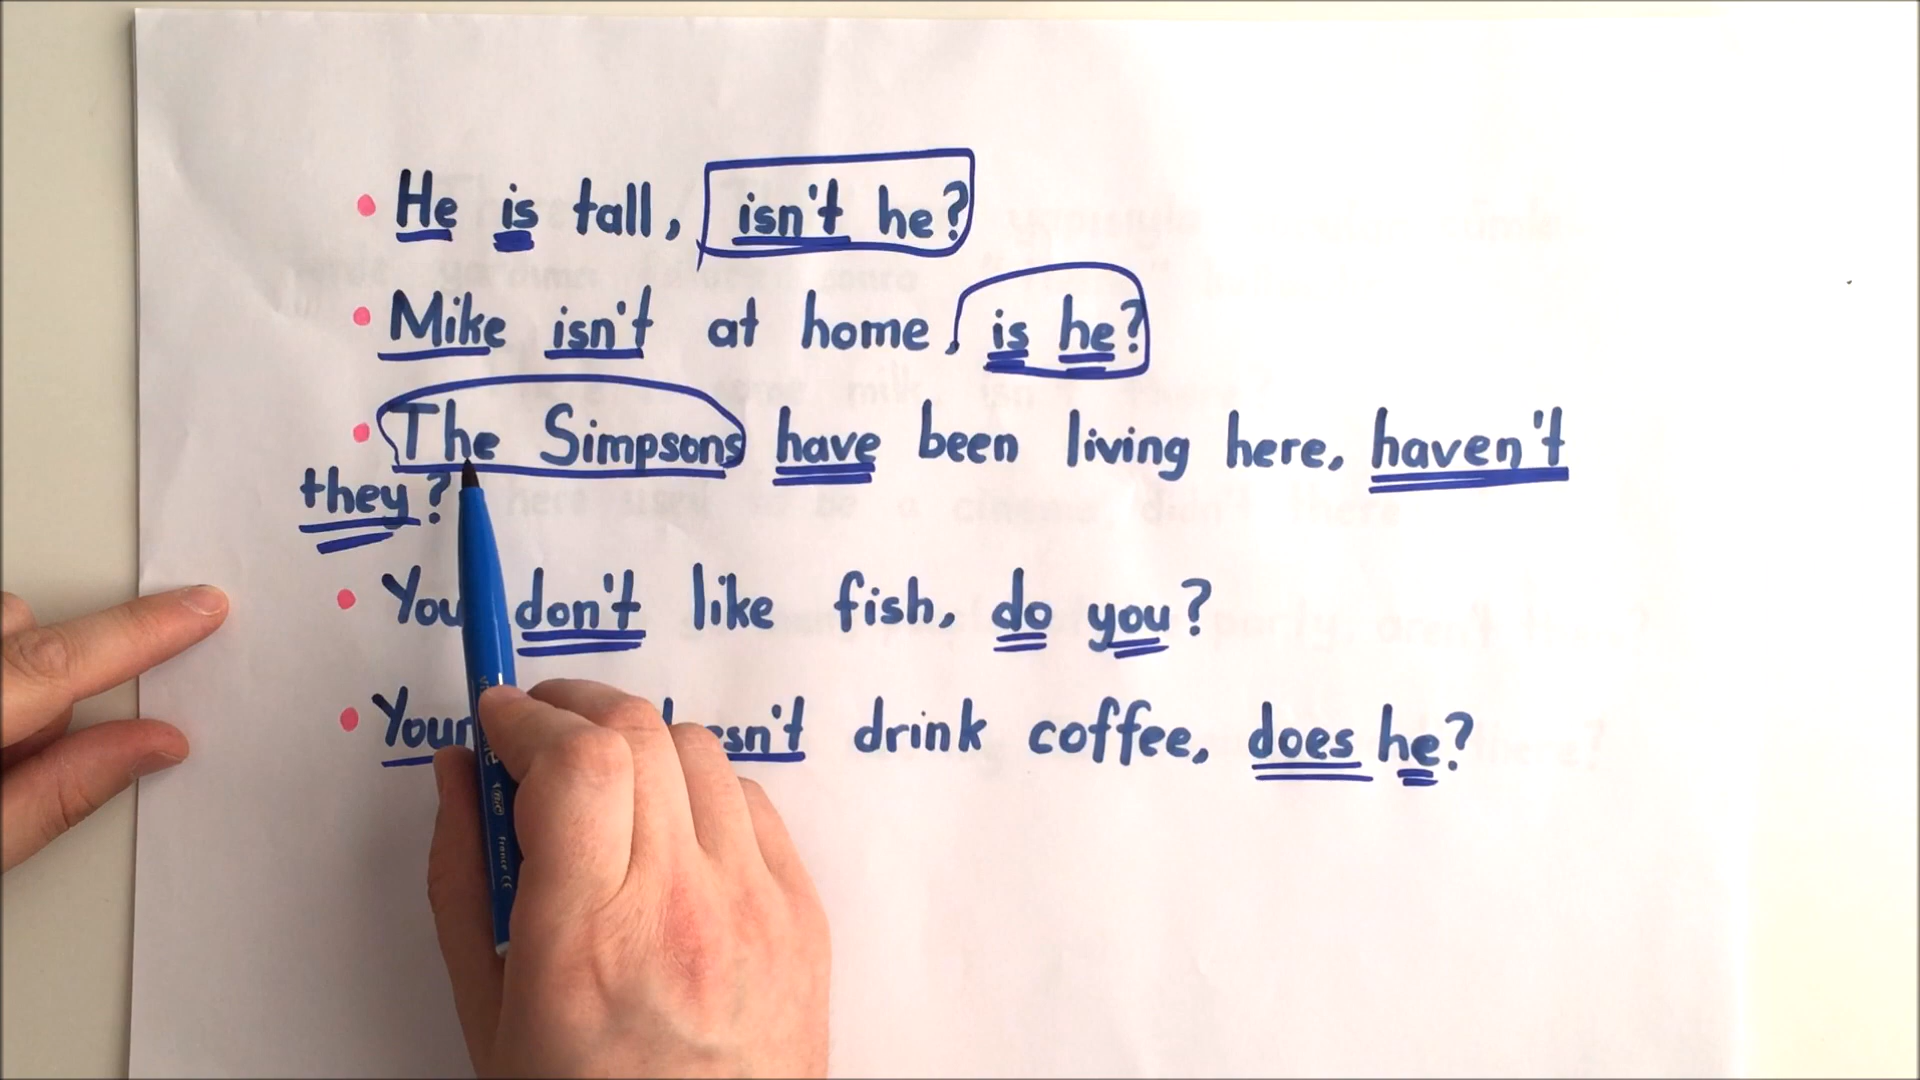 He is tall, isn't he?
Mike isn't at home, is he?
The Simpsons have been living here, haven't
they?
You don't like fish, do you?
Your drink coffee, does he?